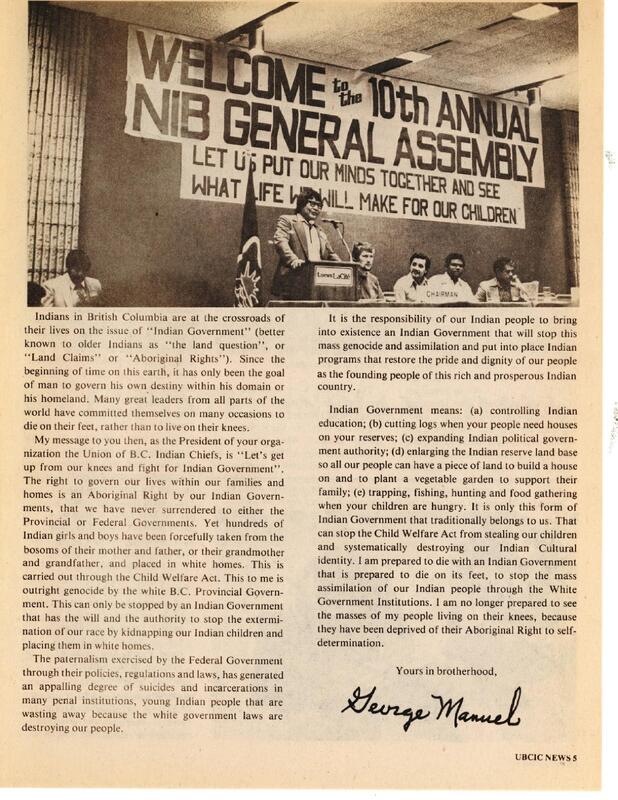 WELCOME to the 10th ANNUAL
NIB GENERAL ASSEMBLY
LET US PUT OUR MINDS TOGETHER AND SEE
WHAT LIFE WE WILL MAKE FOR OUR CHILDREN
Loews LaCité
CHAIRMAN
Indians in British Columbia are at the crossroads of
their lives on the issue of "Indian Government" (better
known to older Indians as "the land question", or
"Land Claims" or "Aboriginal Rights"). Since the
beginning of time on this earth, it has only been the goal
of man to govern his own destiny within his domain or
his homeland. Many great leaders from all parts of the
world have committed themselves on many occasions to
die on their feet, rather than to live on their knees.
My message to you then, as the President of your orga-
nization the Union of B.C. Indian Chiefs, is "Let's get
up from our knees and fight for Indian Government".
The right to govern our lives within our families and
homes is an Aboriginal Right by our Indian Govern-
ments, that we have never surrendered to either the
Provincial or Federal Governments. Yet hundreds of
Indian girls and boys have been forcefully taken from the
bosoms of their mother and father, or their grandmother
and grandfather, and placed in white homes. This is
carried out through the Child Welfare Act. This to me is
outright genocide by the white B.C. Provincial Govern-
ment. This can only be stopped by an Indian Government
that has the will and the authority to stop the extermi-
nation of our race by kidnapping our Indian children and
placing them in white homes.
The paternalism exercised by the Federal Government
through their policies, regulations and laws, has generated
an appalling degree of suicides and incarcerations in
many penal institutions, young Indian people that are
wasting away because the white government laws are
destroying our people.
It is the responsibility of our Indian people to bring
into existence an Indian Government that will stop this
mass genocide and assimilation and put into place Indian
programs that restore the pride and dignity of our people
as the founding people of this rich and prosperous Indian
country.
Indian Government means: (a) controlling Indian
education; (b) cutting logs when your people need houses
on your reserves; (c) expanding Indian political govern-
ment authority; (d) enlarging the Indian reserve land base
so all our people can have a piece of land to build a house
on and to plant a vegetable garden to support their
family; (e) trapping, fishing, hunting and food gathering
when your children are hungry. It is only this form of
Indian Government that traditionally belongs to us. That
can stop the Child Welfare Act from stealing our children
and systematically destroying our Indian Cultural
identity. I am prepared to die with an Indian Government
that is prepared to die on its feet, to stop the mass
assimilation of our Indian people through the White
Government Institutions. I am no longer prepared to see
the masses of my people living on their knees, because
they have been deprived of their Aboriginal Right to self-
determination.
Yours in brotherhood,
George Manuel
UBCIC NEWS 5